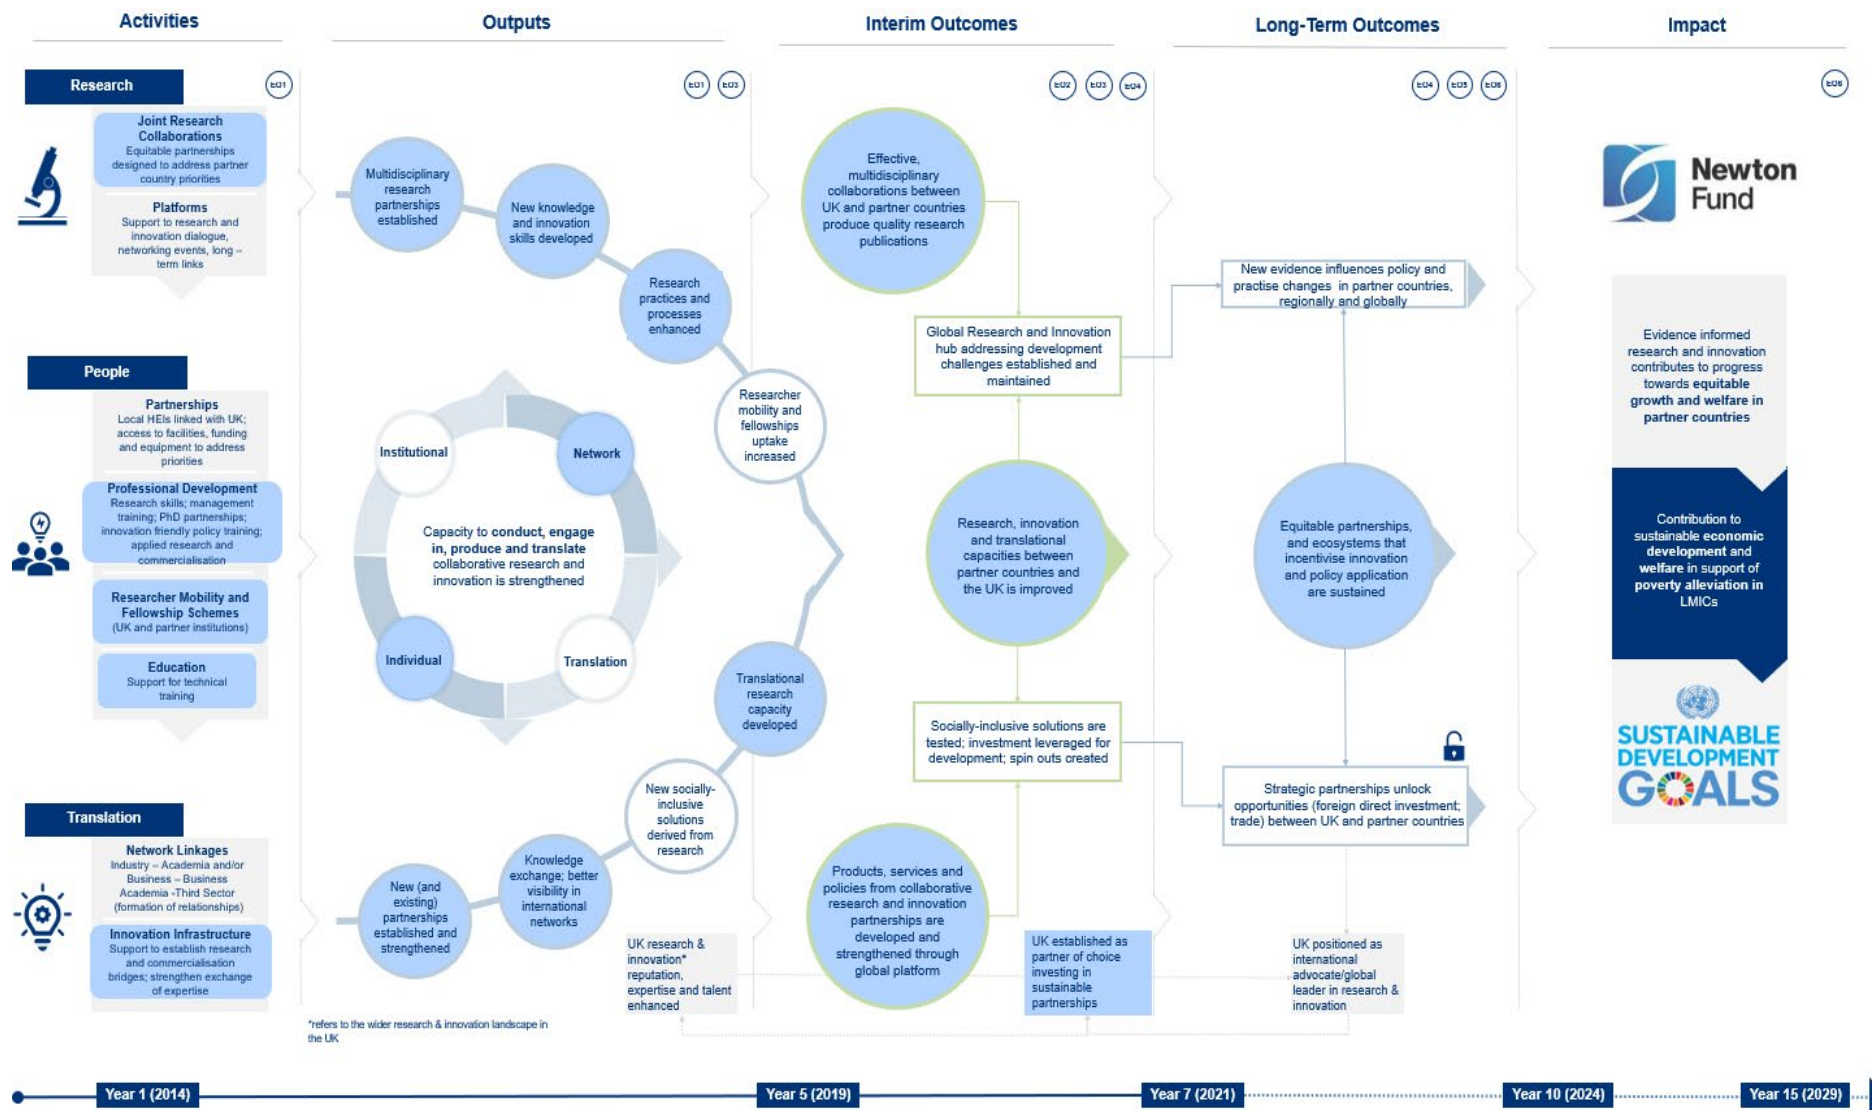 Activities
Outputs
Interim Outcomes
Long-Term Outcomes
Impact
Research
EO1
Joint Research
Collaborations
Equitable partnerships
designed to address partner
country priorities
Platforms
Support to research and
innovation dialogue,
networking events, long –
term links
People
Partnerships
Local HEIs linked with UK;
access to facilities, funding
and equipment to address
priorities
Professional Development
Research skills; management
training; PhD partnerships;
innovation friendly policy training;
applied research and
commercialisation
Researcher Mobility and
Fellowship Schemes
(UK and partner institutions)
Education
Support for technical
training
Translation
Network Linkages
Industry – Academia and/or
Business – Business
Academia -Third Sector
(formation of relationships)
Innovation Infrastructure
Support to establish research
and commercialisation
bridges; strengthen exchange
of expertise
EO1 EO3
Multidisciplinary
research
partnerships
established
New knowledge
and innovation
skills developed
Research
practices and
processes
enhanced
Researcher
mobility and
fellowships
uptake
increased
Institutional
Network
Capacity to conduct, engage
in, produce and translate
collaborative research and
innovation is strengthened
Individual
Translation
Translational
research
capacity
developed
New socially-
inclusive
solutions
derived from
research
Knowledge
exchange; better
visibility in
international
networks
New (and
existing)
partnerships
established and
strengthened
UK research &
innovation*
reputation,
expertise and talent
enhanced
*refers to the wider research & innovation landscape in
the UK
EO2 EO3 EO4
Effective,
multidisciplinary
collaborations between
UK and partner countries
produce quality research
publications
Global Research and Innovation
hub addressing development
challenges established and
maintained
Research, innovation
and translational
capacities between
partner countries and
the UK is improved
Socially-inclusive solutions are
tested; investment leveraged for
development; spin outs created
Products, services and
policies from collaborative
research and innovation
partnerships are
developed and
strengthened through
global platform
UK established as
partner of choice
investing in
sustainable
partnerships
EO4 EO5 EO6
New evidence influences policy and
practise changes in partner countries,
regionally and globally
Equitable partnerships,
and ecosystems that
incentivise innovation
and policy application
are sustained
Strategic partnerships unlock
opportunities (foreign direct investment;
trade) between UK and partner countries
UK positioned as
international
advocate/global
leader in research &
innovation
EO6
Newton
Fund
Evidence informed
research and innovation
contributes to progress
towards equitable
growth and welfare in
partner countries
Contribution to
sustainable economic
development and
welfare in support of
poverty alleviation in
LMICs
SUSTAINABLE
DEVELOPMENT
GOALS
Year 1 (2014)
Year 5 (2019)
Year 7 (2021)
Year 10 (2024)
Year 15 (2029)